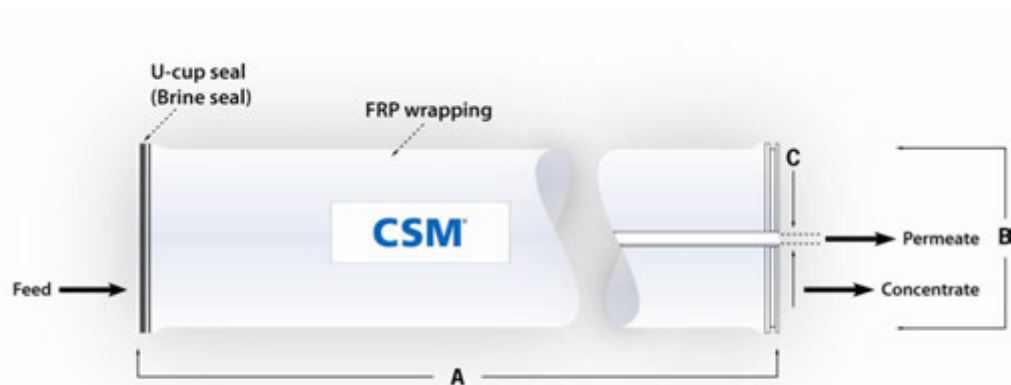 U-cup seal
(Brine seal)
FRP wrapping
C
CSM®
Permeate
B
Feed
Concentrate
A